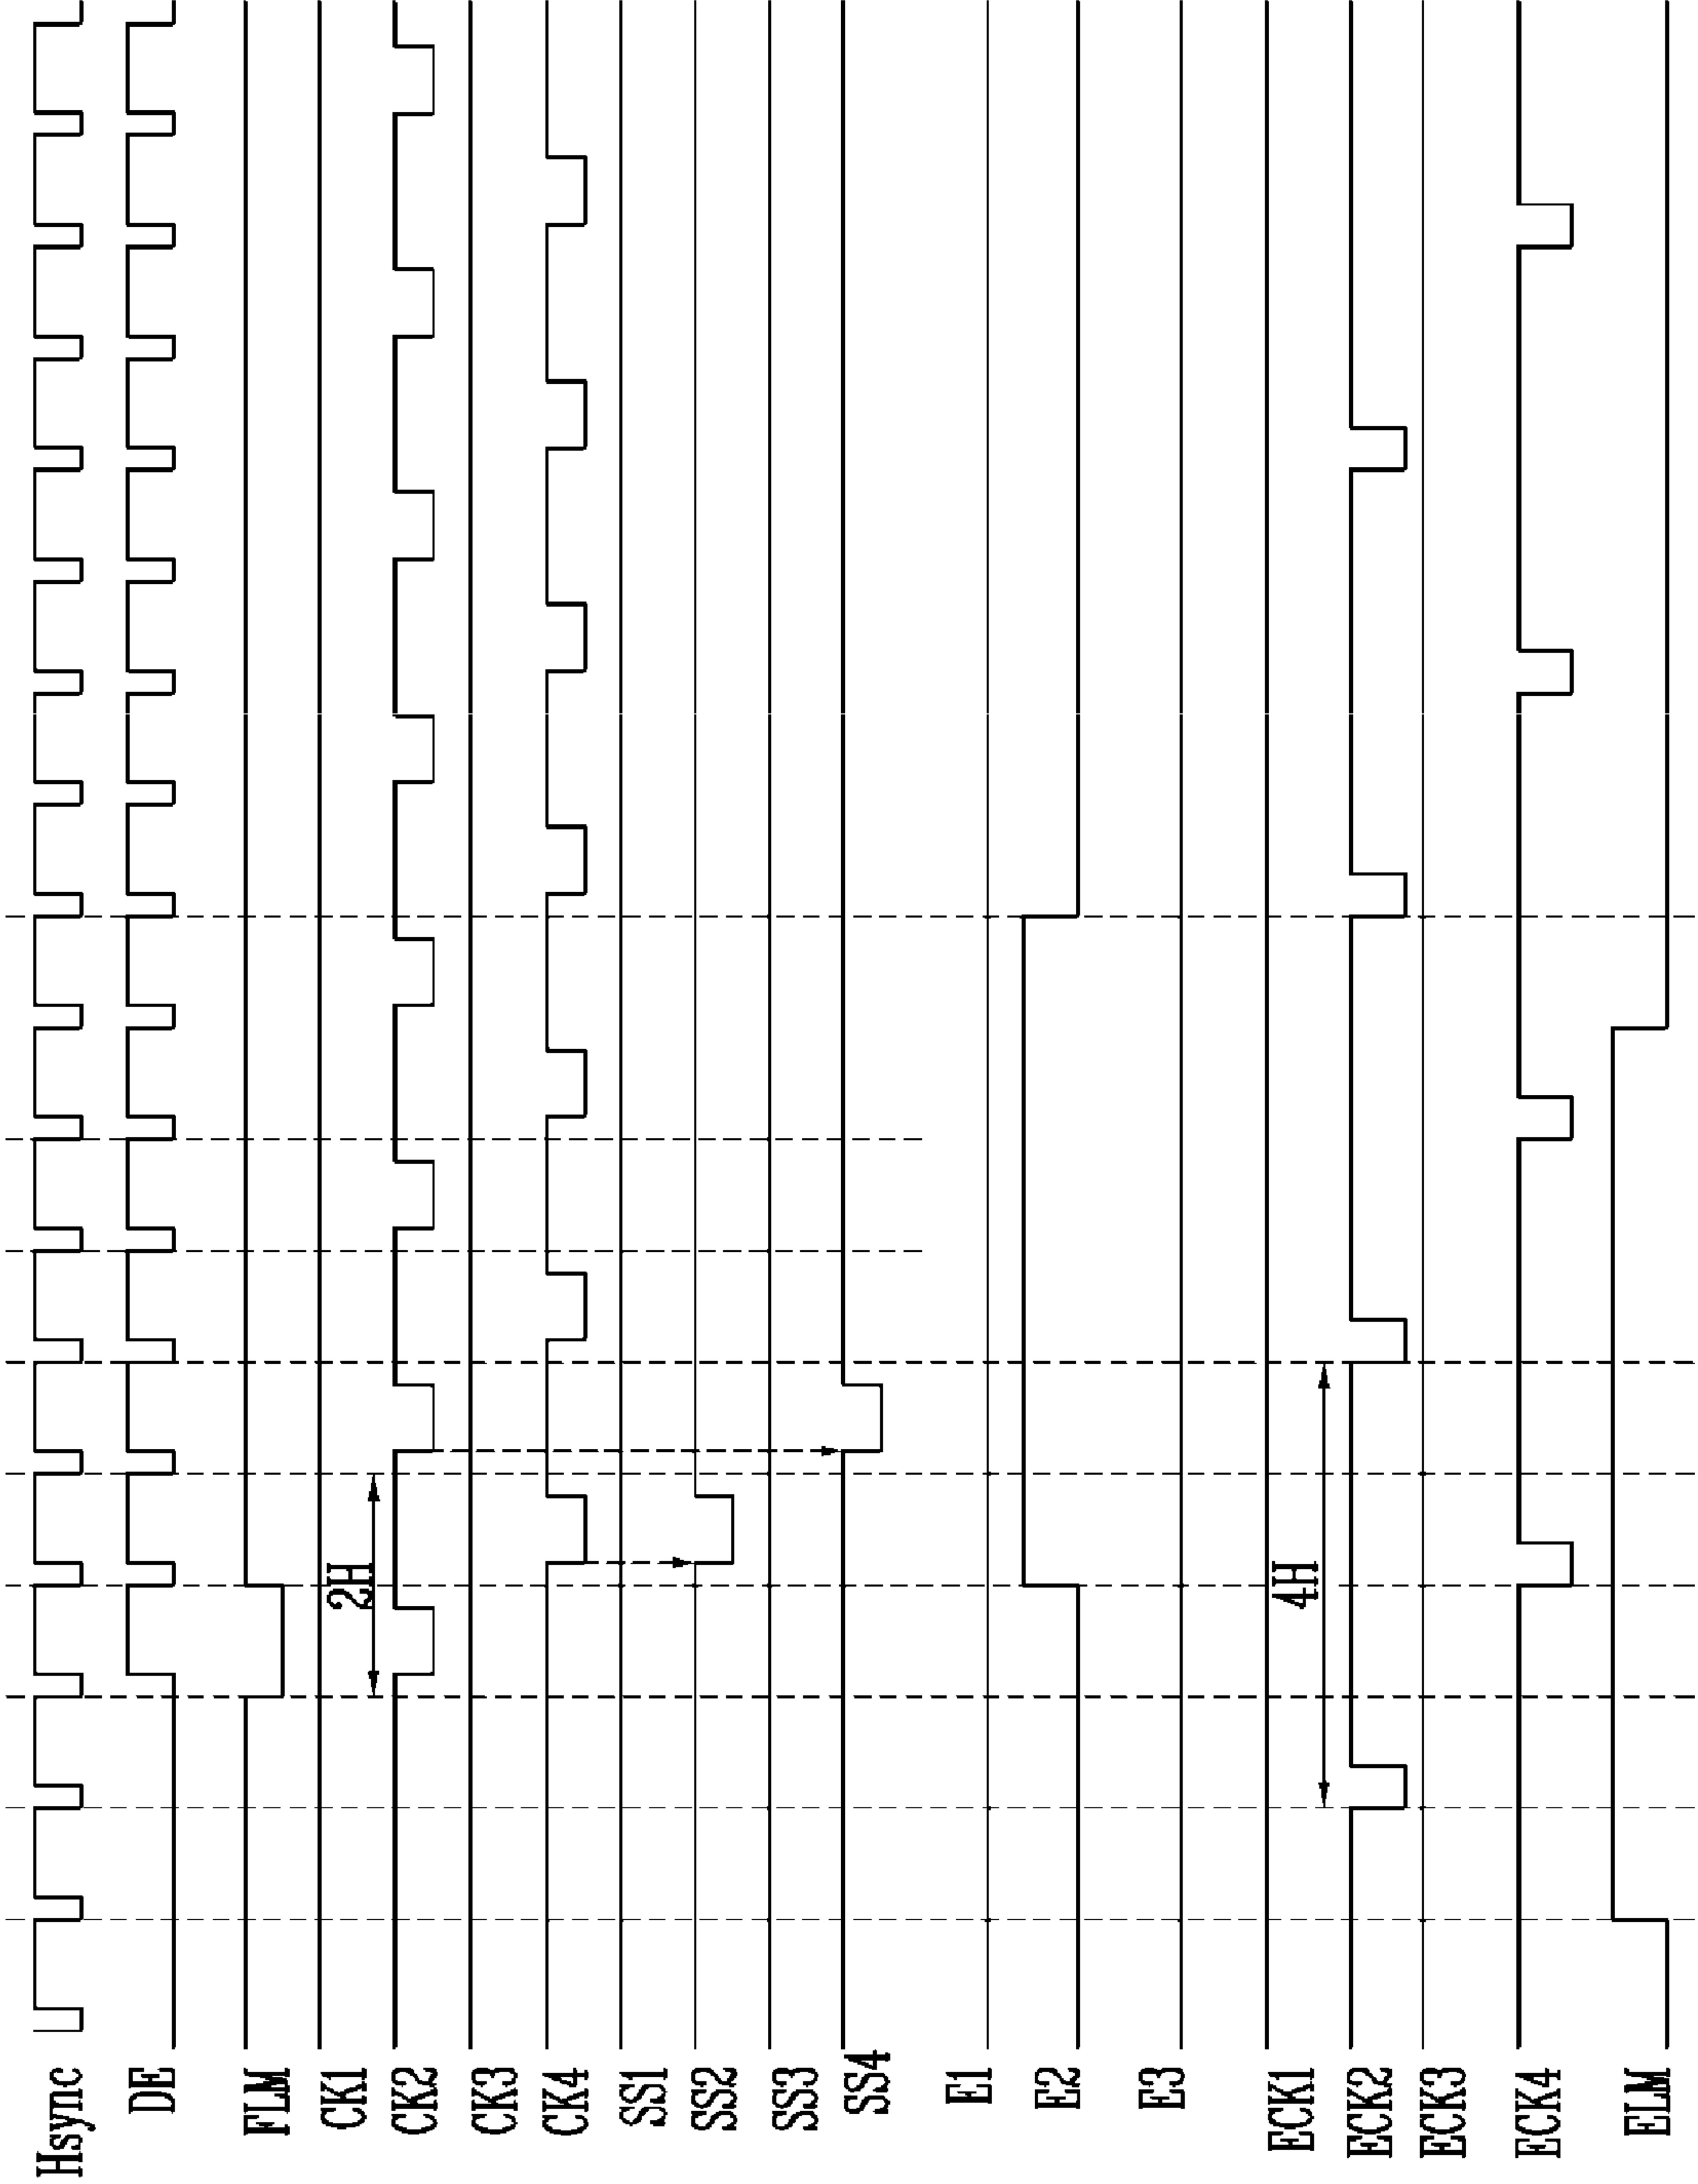 Hsync
DE
FLM
CK1
2H
CK2
CK3
CK4
SS1
SS2
SS3
SS4
E1
E2
E3
ECK1
4H
ECK2
ECK3
ECK4
ELM